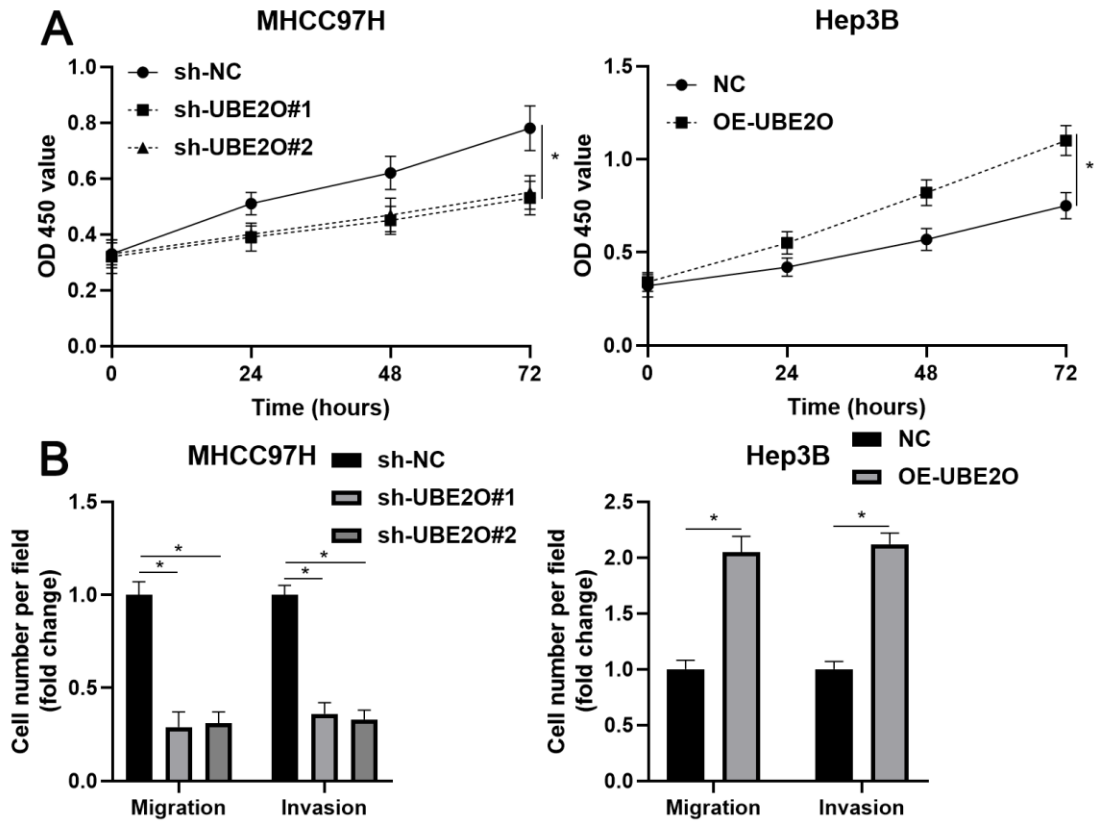 A
MHCC97H
sh-NC
sh-UBE2O#1
sh-UBE2O#2
OD 450 value
1.0
0.8
0.6
0.4
0.2
0.0
*
0 24 48 72
Time (hours)
Hep3B
NC
OE-UBE2O
OD 450 value
1.5
1.0
0.5
0.0
*
0 24 48 72
Time (hours)
B
MHCC97H
sh-NC
sh-UBE2O#1
sh-UBE2O#2
Cell number per field
(fold change)
1.5
1.0
0.5
0.0
* *
* *
Migration Invasion
Hep3B
NC
OE-UBE2O
Cell number per field
(fold change)
2.5
2.0
1.5
1.0
0.5
0.0
* *
Migration Invasion